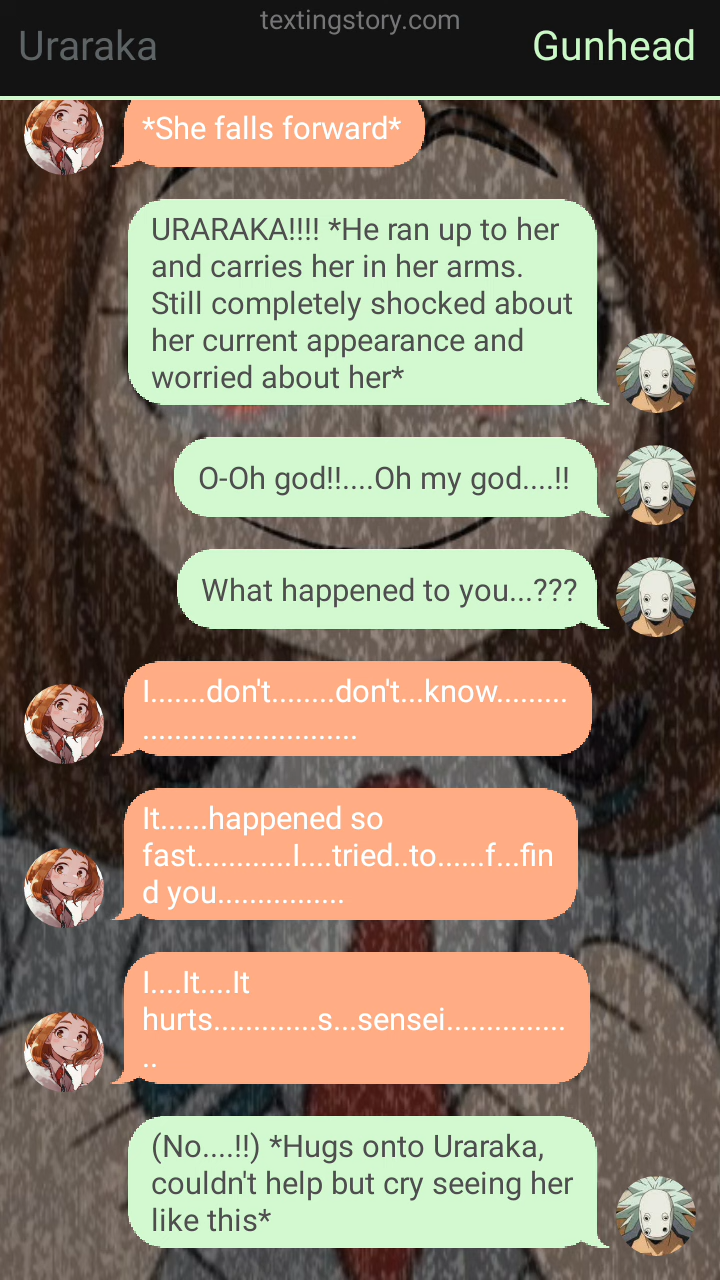 textingstory.com
Uraraka
Gunhead
*She falls forward*
URARAKA!!!! *He ran up to her
and carries her in her arms.
Still completely shocked about
her current appearance and
worried about her*
O-Oh god!!....Oh my god....!!
What happened to you...???
I.......don't........don't...know.........
...........................
It......happened so
fast............I....tried..to......f...fin
d you................
I....It....It
hurts.............s...sensei...............
..
(No....!!) *Hugs onto Uraraka,
couldn't help but cry seeing her
like this*